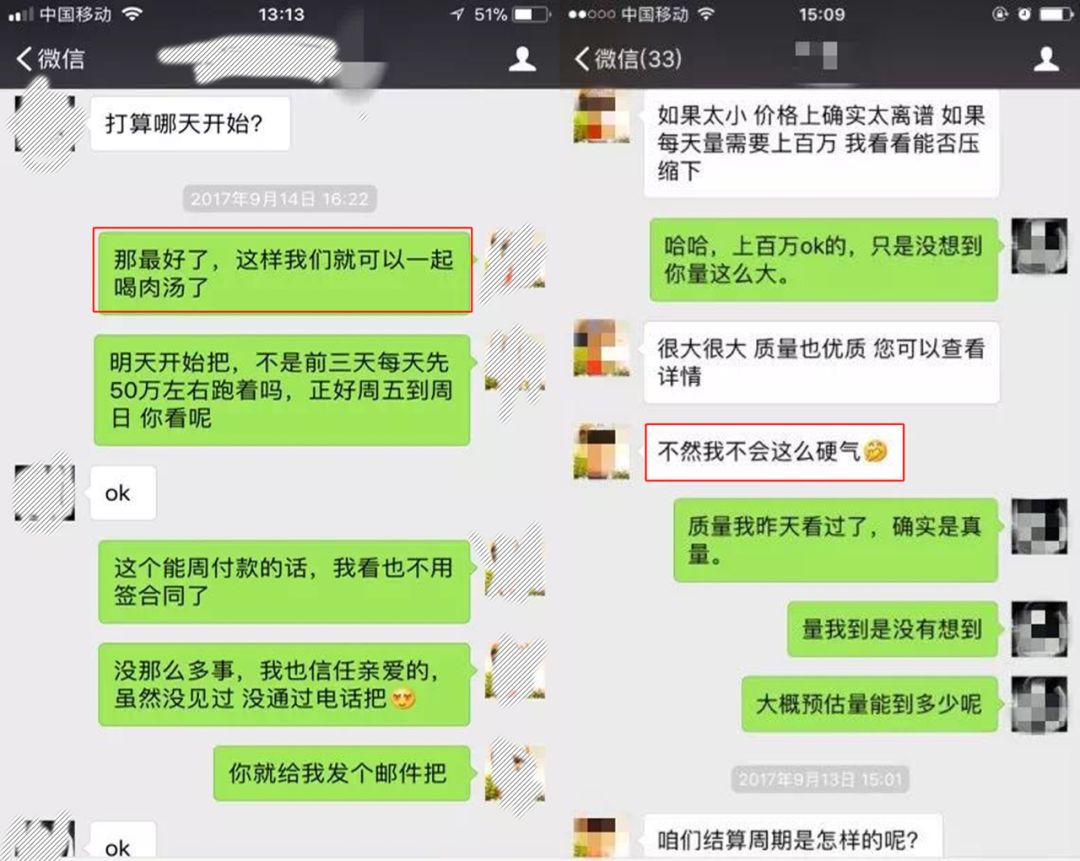 中国移动
13:13
51%
微信
打算哪天开始?
2017年9月14日 16:22
那最好了，这样我们就可以一起
喝肉汤了
明天开始把，不是前三天每天先
50万左右跑着吗，正好周五到周
日 你看呢
ok
这个能周付款的话，我看也不用
签合同了
没那么多事，我也信任亲爱的，
虽然没见过 没通过电话把
你就给我发个邮件把
ok
中国移动
15:09
微信(33)
如果太小 价格上确实太离谱 如果
每天量需要上百万 我看看能否压
缩下
哈哈，上百万ok的，只是没想到
你量这么大。
很大很大 质量也优质 您可以查看
详情
不然我不会这么硬气
质量我昨天看过了，确实是真
量。
量我到是没有想到
大概预估量能到多少呢
2017年9月13日 15:01
咱们结算周期是怎样的呢?